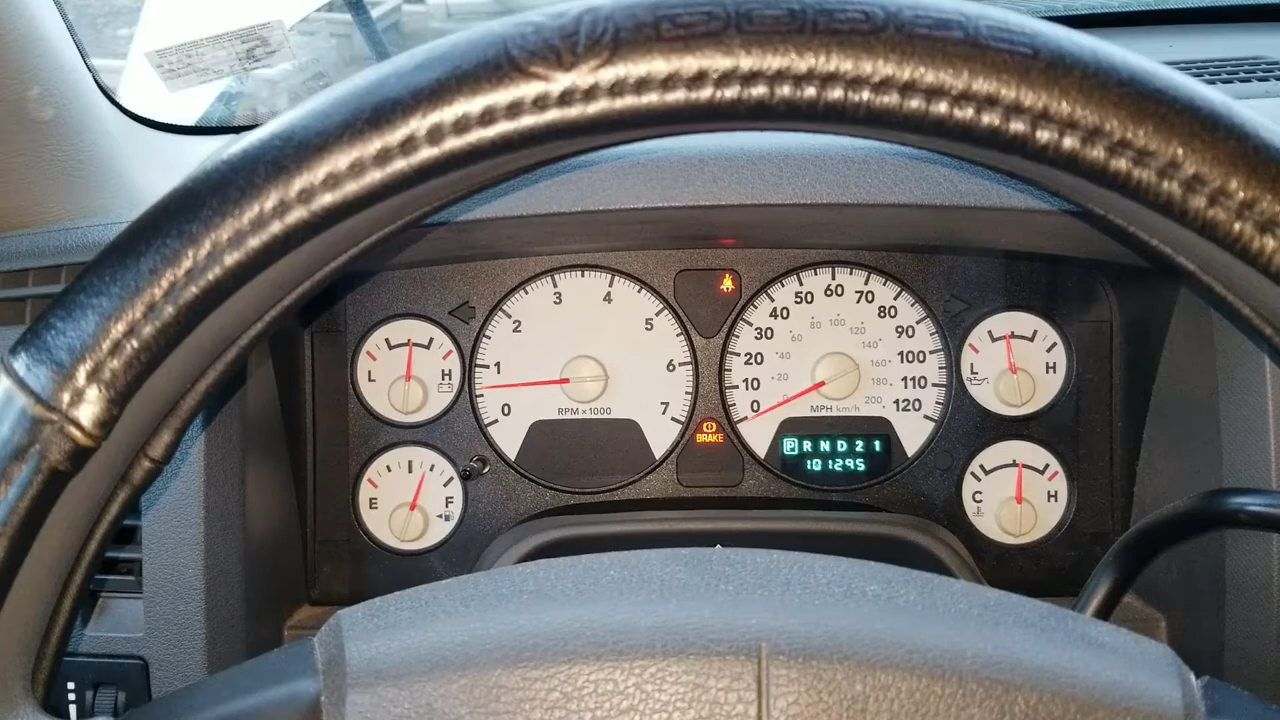 DODGE
3 4
2 5
1 6
0 7
RPM x 1000
L H
E F
BRAKE
50 60 70
40 80
30 90
20 100
10 110
0 120
80 100 120
60 140
40 160
20 180
0 200
MPH km/h
P R N D 2 1
181295
L H
C H